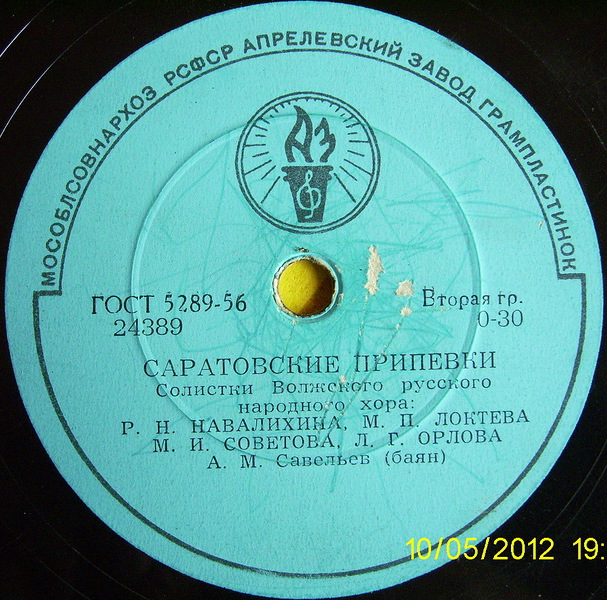 МОСОБЛСОВНАРХОЗ РСФСР АПРЕЛЕВСКИЙ ЗАВОД ГРАМПЛАСТИНОК
АЗ
ГОСТ 5289-56
24389
Вторая гр.
0-30
САРАТОВСКИЕ ПРИПЕВКИ
Солистки Волжского русского
народного хора:
Р. Н. НАВАЛИХИНА, М. П. ЛОКТЕВА
М. И. СОВЕТОВА, Л. Г. ОРЛОВА
А. М. Савельев (баян)
10/05/2012 19: